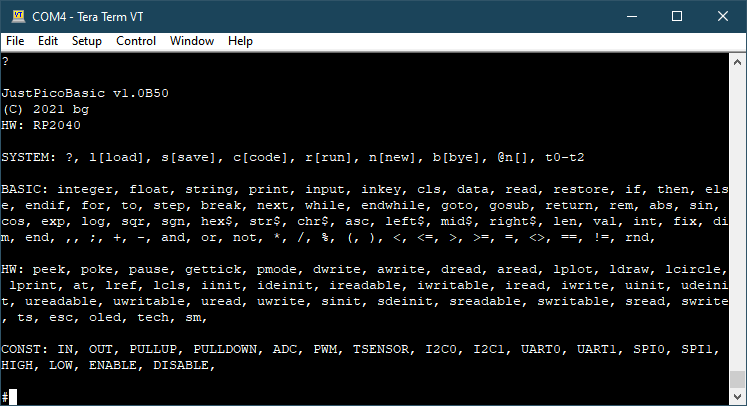 COM4 - Tera Term VT
File Edit Setup Control Window Help
?
JustPicoBasic v1.0B50
(C) 2021 bg
HW: RP2040
SYSTEM: ?, l[load], s[save], c[code], r[run], n[new], b[bye], @n[], t0-t2
BASIC: integer, float, string, print, input, inkey, cls, data, read, restore, if, then, els
e, endif, for, to, step, break, next, while, endwhile, goto, gosub, return, rem, abs, sin,
cos, exp, log, sqr, sgn, hex$, str$, chr$, asc, left$, mid$, right$, len, val, int, fix, di
m, end, ,, ;, +, -, and, or, not, *, /, %, (, ), <, <=, >, >=, =, <>, ==, !=, rnd,
HW: peek, poke, pause, gettick, pmode, dwrite, awrite, dread, aread, lplot, ldraw, lcircle,
 lprint, at, lref, lcls, iinit, ideinit, ireadable, iwritable, iread, iwrite, uinit, udeini
t, ureadable, uwritable, uread, uwrite, sinit, sdeinit, sreadable, swritable, sread, swrite
, ts, esc, oled, tech, sm,
CONST: IN, OUT, PULLUP, PULLDOWN, ADC, PWM, TSENSOR, I2C0, I2C1, UART0, UART1, SPI0, SPI1,
HIGH, LOW, ENABLE, DISABLE,
#